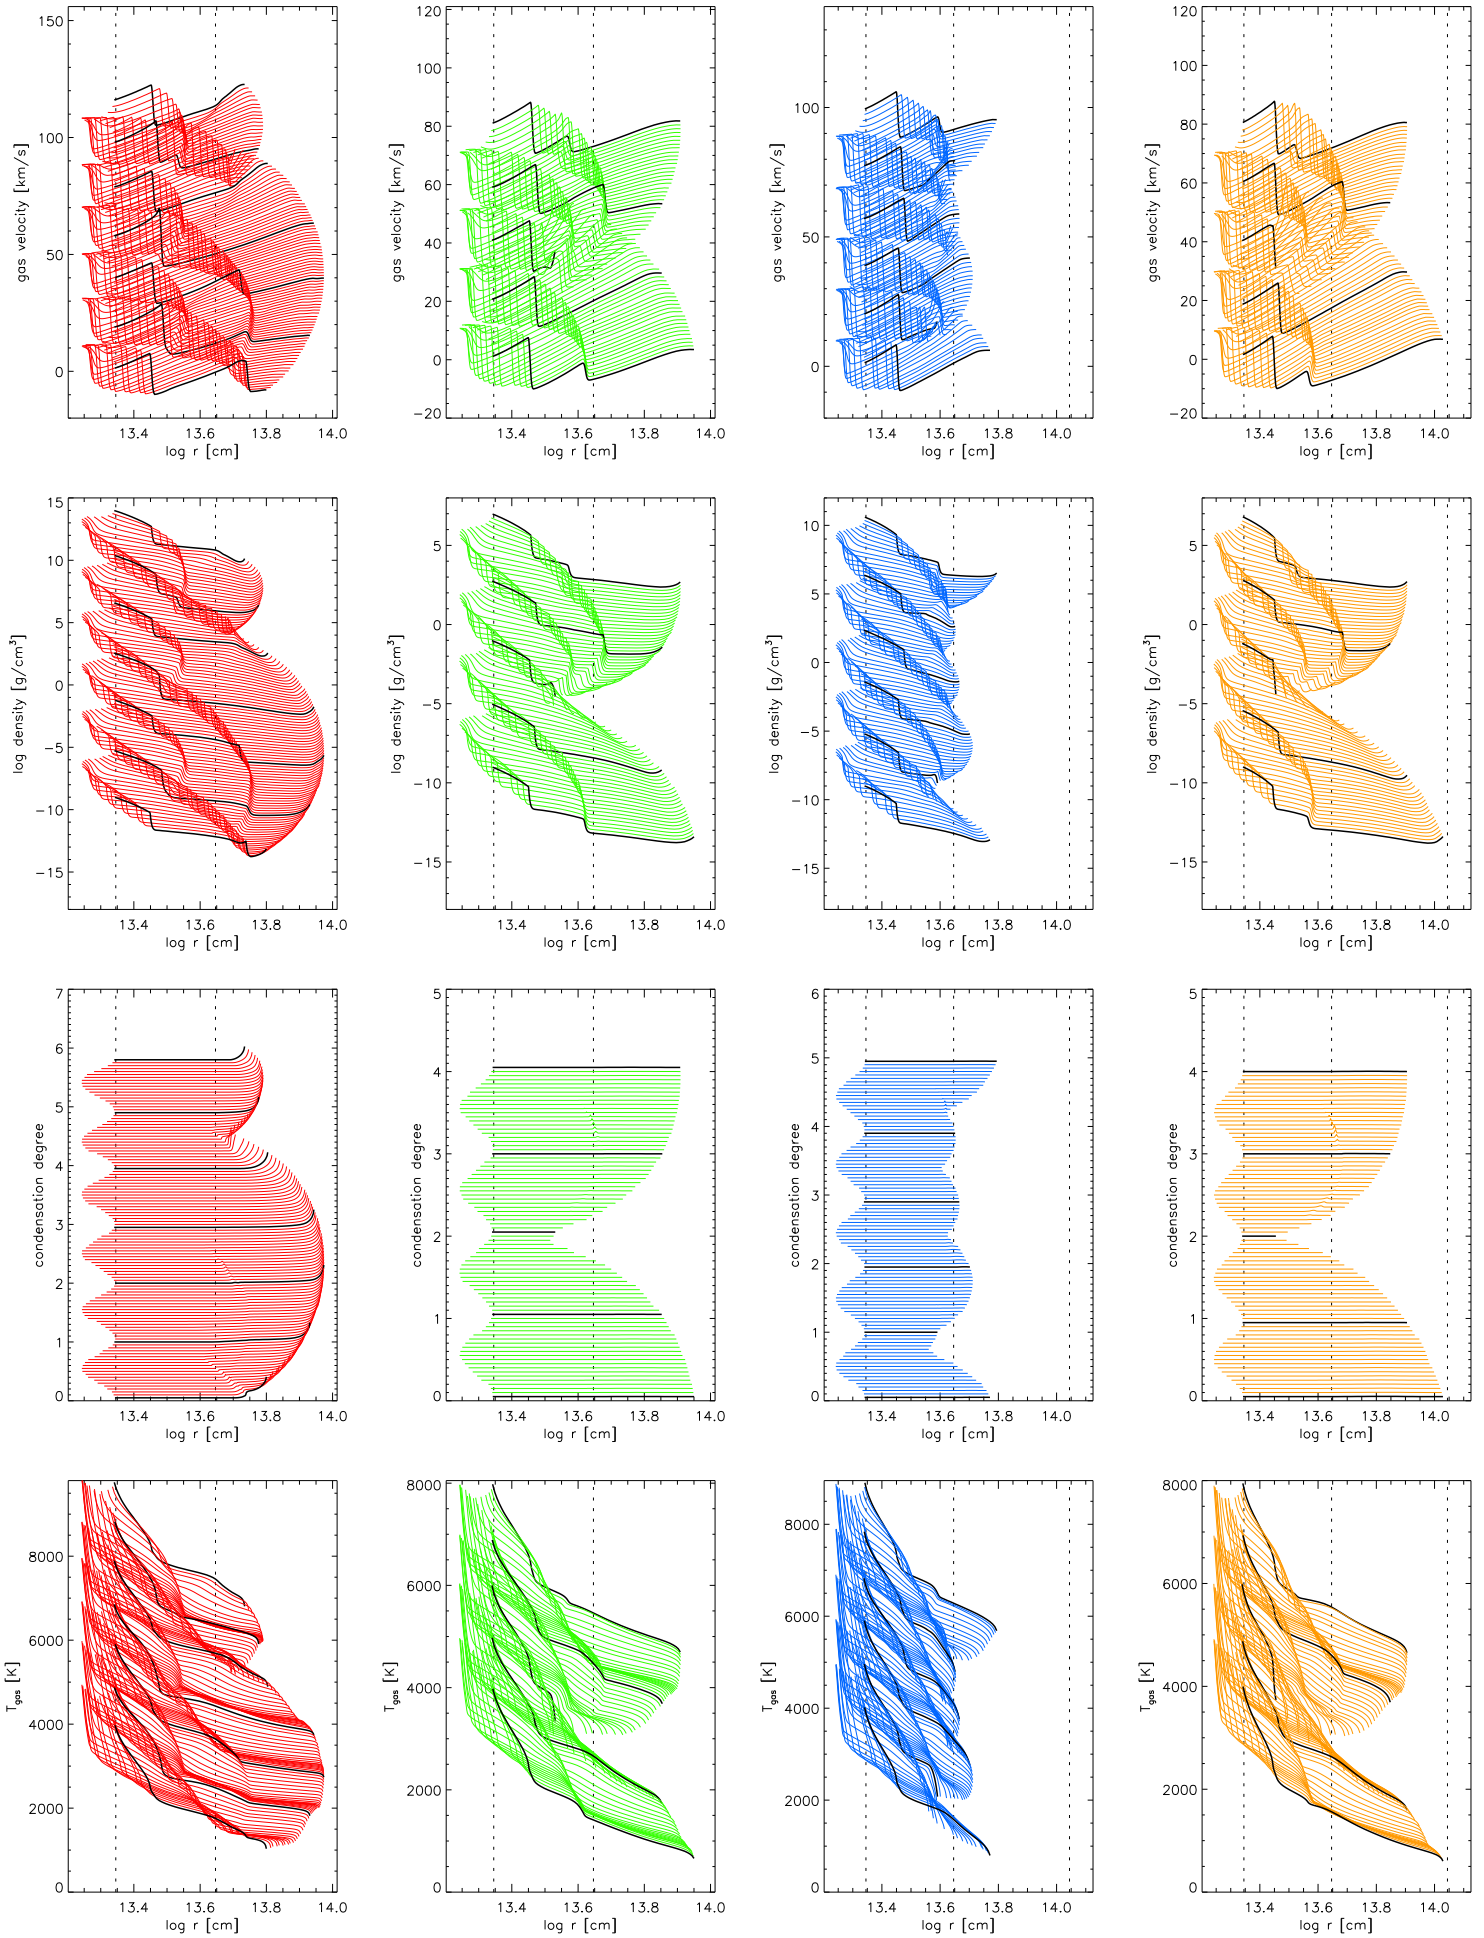 150
100
50
0
gas velocity [km/s]
13.4 13.6 13.8 14.0
log r [cm]
120
100
80
60
40
20
0
−20
gas velocity [km/s]
13.4 13.6 13.8 14.0
log r [cm]
100
50
0
gas velocity [km/s]
13.4 13.6 13.8 14.0
log r [cm]
120
100
80
60
40
20
0
−20
gas velocity [km/s]
13.4 13.6 13.8 14.0
log r [cm]
15
10
5
0
−5
−10
−15
log density [g/cm³]
13.4 13.6 13.8 14.0
log r [cm]
5
0
−5
−10
−15
log density [g/cm³]
13.4 13.6 13.8 14.0
log r [cm]
10
5
0
−5
−10
−15
log density [g/cm³]
13.4 13.6 13.8 14.0
log r [cm]
5
0
−5
−10
−15
log density [g/cm³]
13.4 13.6 13.8 14.0
log r [cm]
7
6
5
4
3
2
1
0
condensation degree
13.4 13.6 13.8 14.0
log r [cm]
5
4
3
2
1
0
condensation degree
13.4 13.6 13.8 14.0
log r [cm]
6
5
4
3
2
1
0
condensation degree
13.4 13.6 13.8 14.0
log r [cm]
5
4
3
2
1
0
condensation degree
13.4 13.6 13.8 14.0
log r [cm]
8000
6000
4000
2000
0
Tgas [K]
13.4 13.6 13.8 14.0
log r [cm]
8000
6000
4000
2000
0
Tgas [K]
13.4 13.6 13.8 14.0
log r [cm]
8000
6000
4000
2000
0
Tgas [K]
13.4 13.6 13.8 14.0
log r [cm]
8000
6000
4000
2000
0
Tgas [K]
13.4 13.6 13.8 14.0
log r [cm]